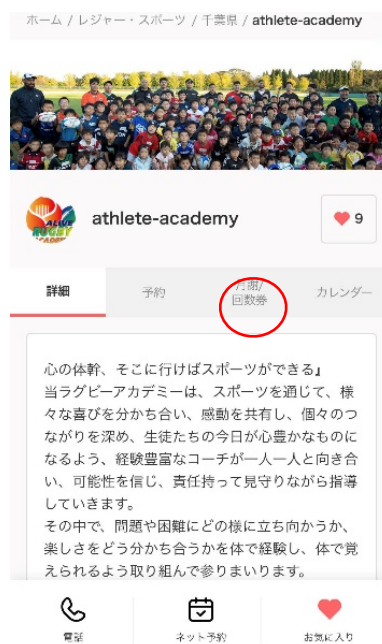 ホーム / レジャー・スポーツ / 千葉県 / athlete-academy
ALIVE
RUGBY
ACADEMY
athlete-academy
9
詳細
予約
月謝/
回数券
カレンダー
心の体幹、そこに行けばスポーツができる』
当ラグビーアカデミーは、スポーツを通じて、様
々な喜びを分かち合い、感動を共有し、個々のつ
ながりを深め、生徒たちの今日が心豊かなものに
なるよう、経験豊富なコーチが一人一人と向き合
い、可能性を信じ、責任持って見守りながら指導
していきます。
その中で、問題や困難にどの様に立ち向かうか、
楽しさをどう分かち合うかを体で経験し、体で覚
えられるよう取り組んで参りまいります。
電話
ネット予約
お気に入り